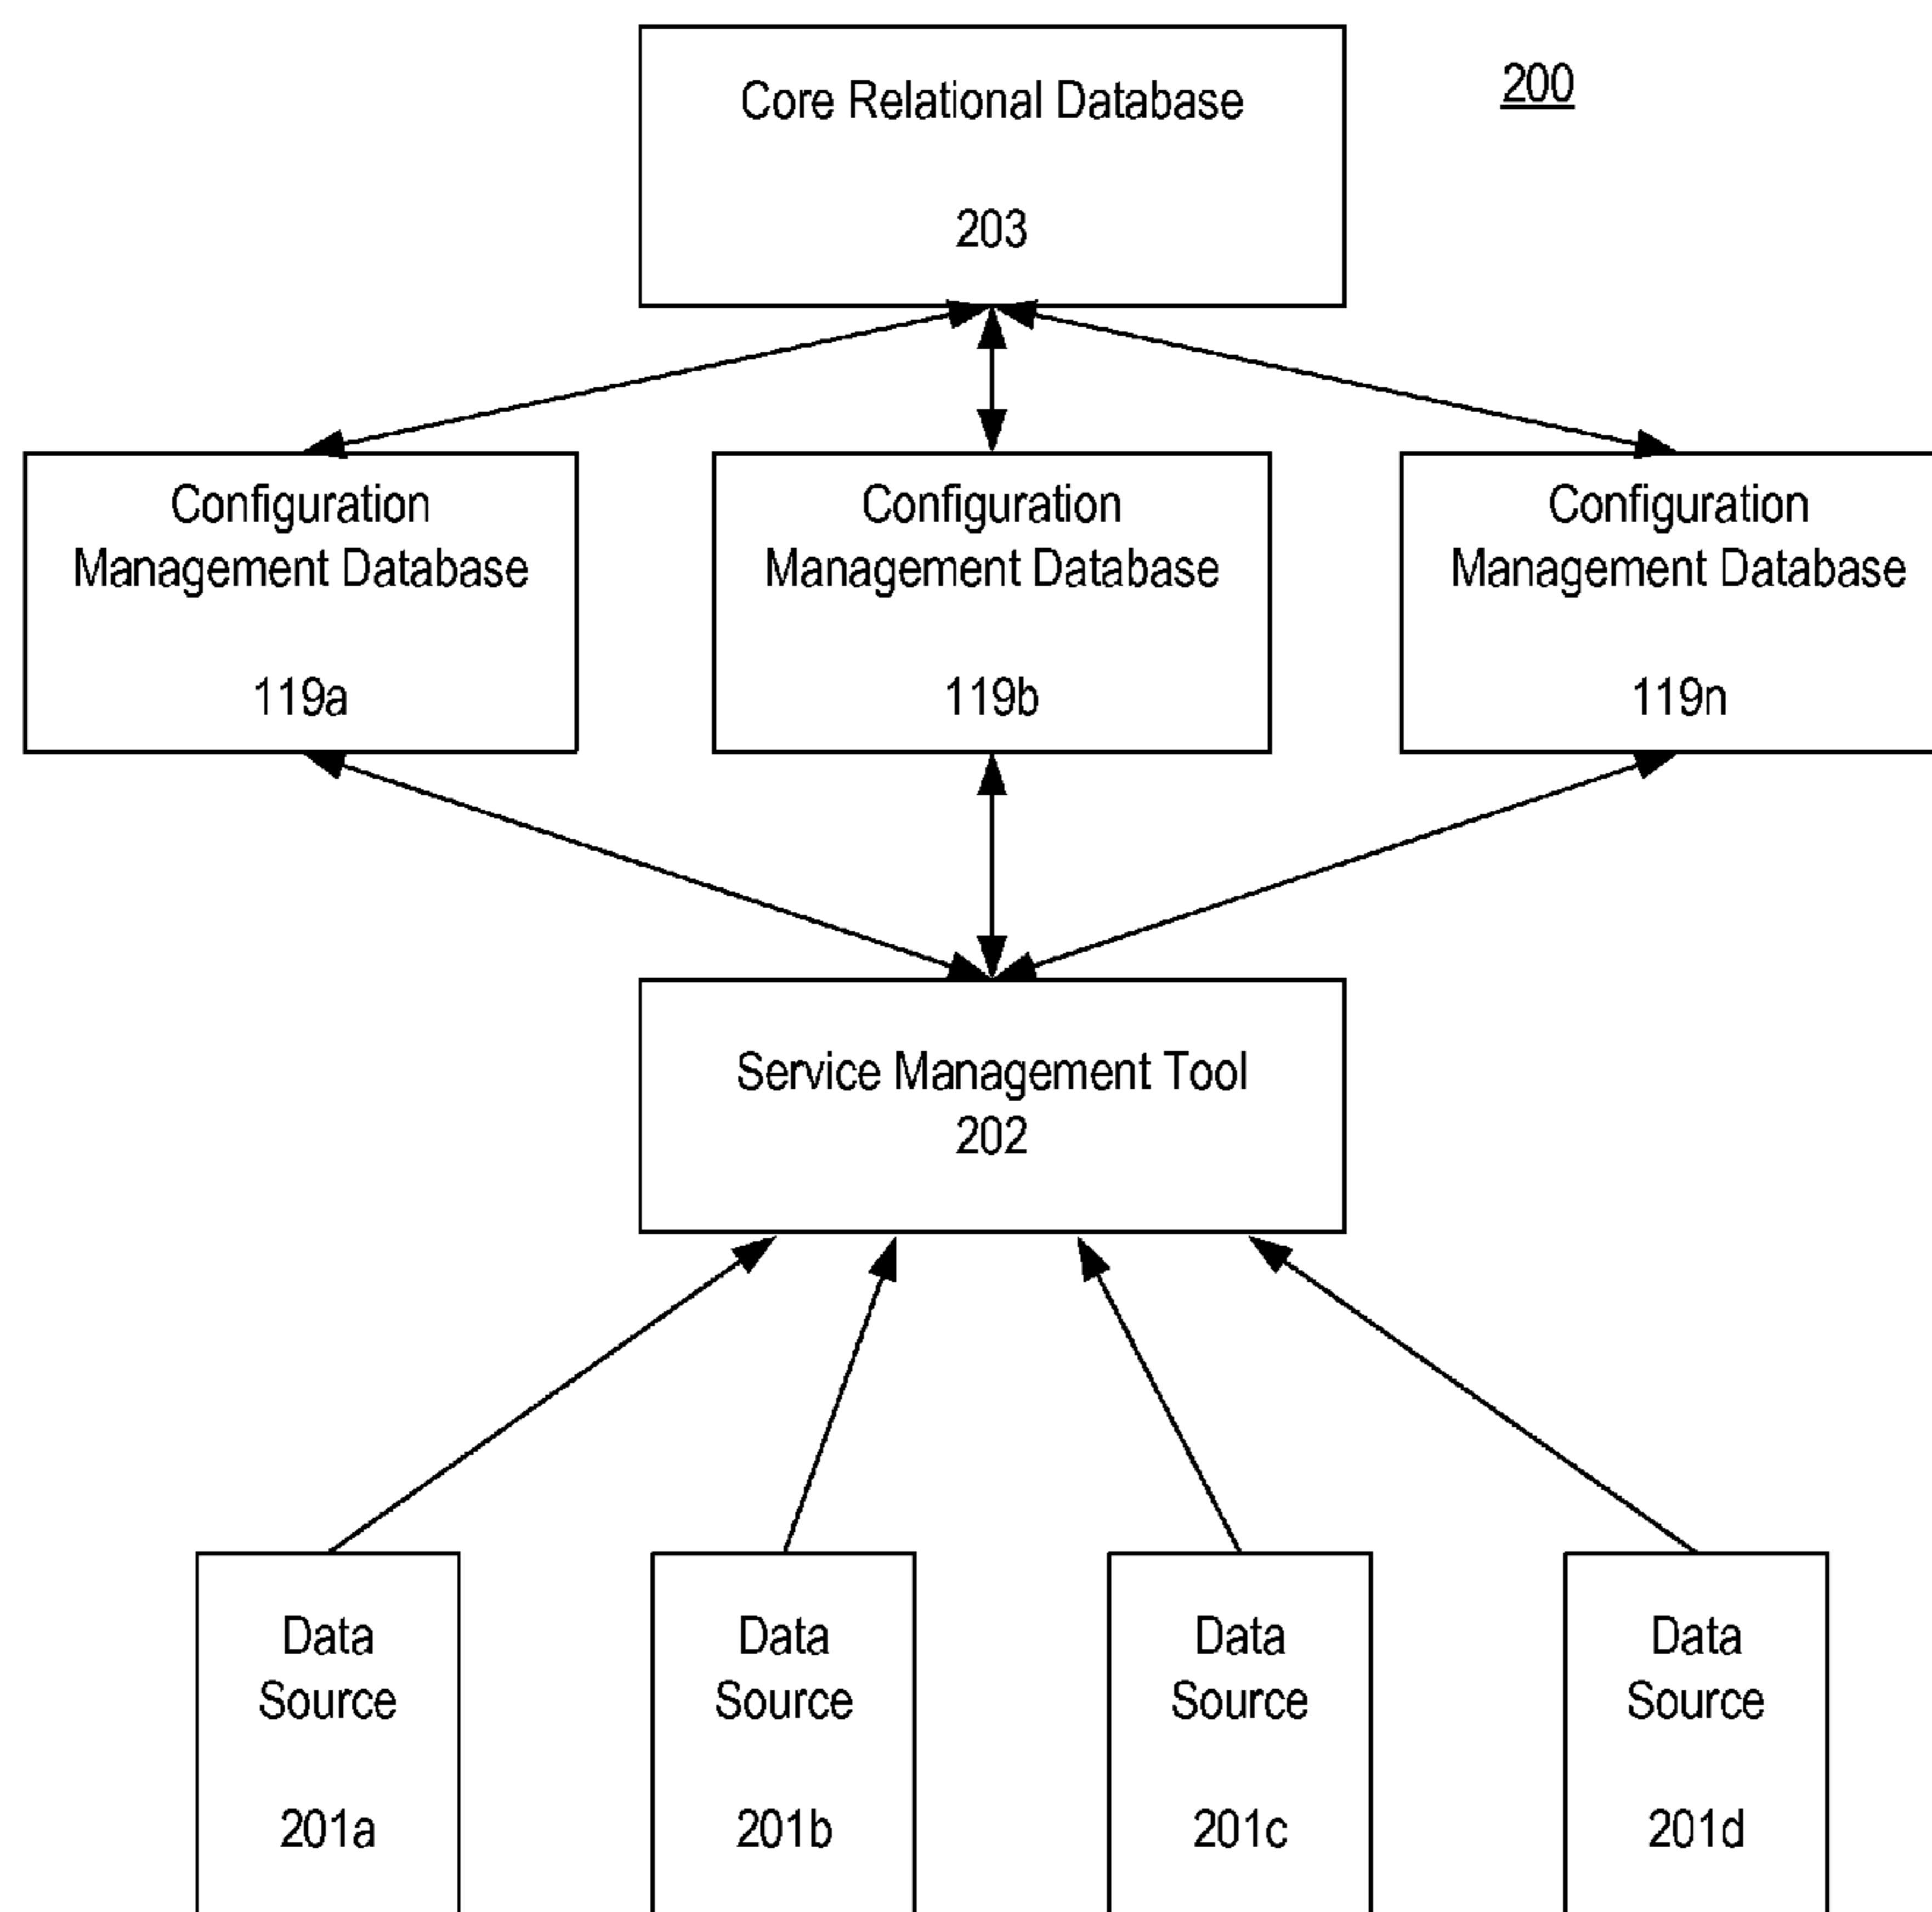 Core Relational Database
203
200
Configuration
Management Database
119a
Configuration
Management Database
119b
Configuration
Management Database
119n
Service Management Tool
202
Data
Source
201a
Data
Source
201b
Data
Source
201c
Data
Source
201d